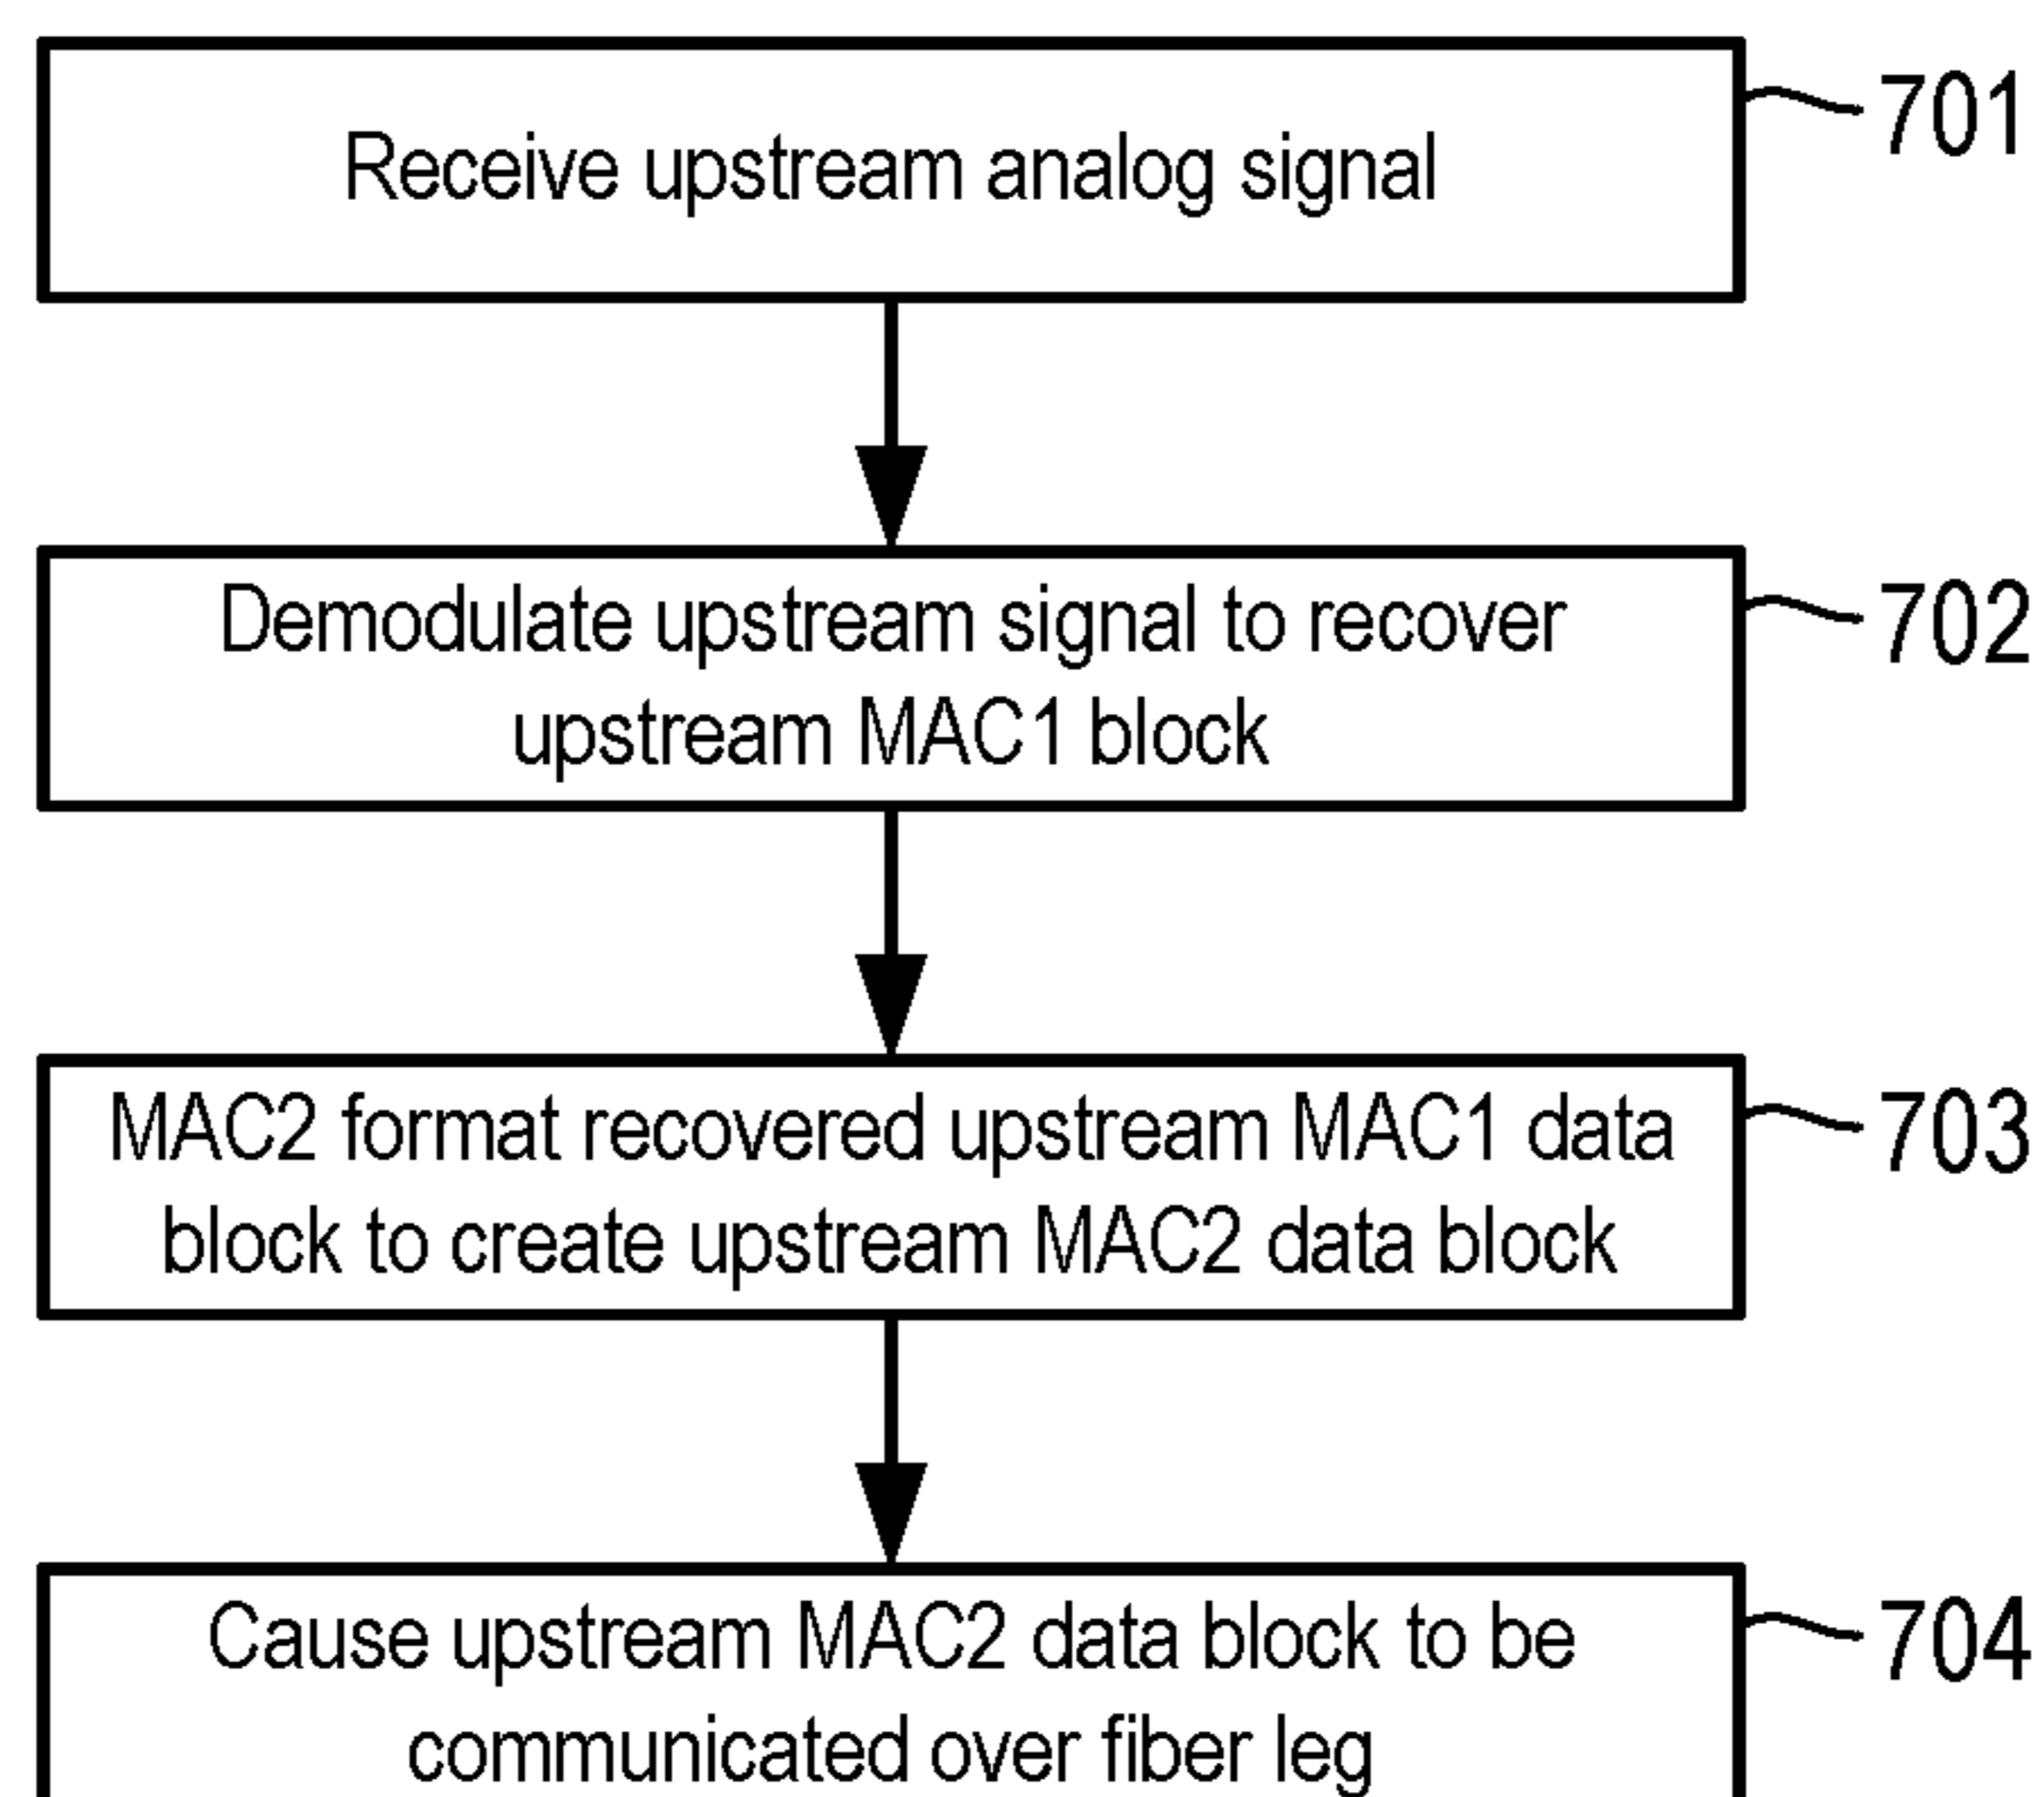 Receive upstream analog signal
701
Demodulate upstream signal to recover
upstream MAC1 block
702
MAC2 format recovered upstream MAC1 data
block to create upstream MAC2 data block
703
Cause upstream MAC2 data block to be
communicated over fiber leg
704